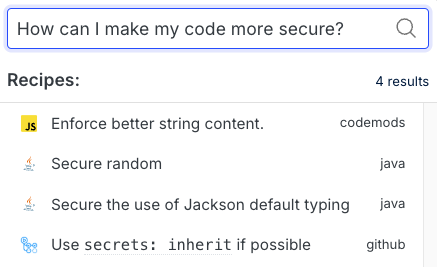 How can I make my code more secure?
Recipes: 4 results
JS Enforce better string content. codemods
Secure random java
Secure the use of Jackson default typing java
Use secrets: inherit if possible github